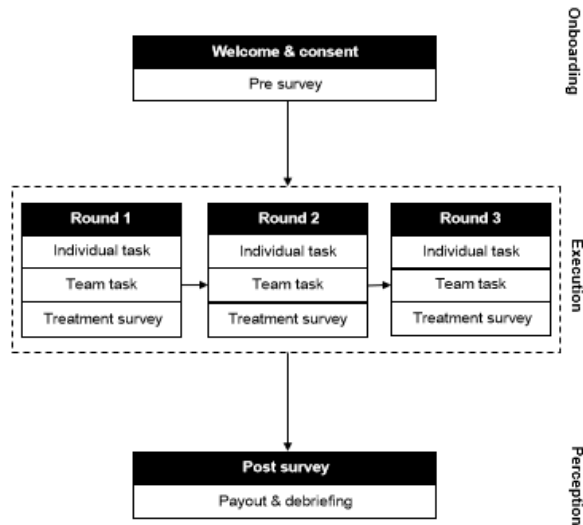 Onboarding
Welcome & consent
Pre survey
Execution
Round 1
Individual task
Team task
Treatment survey
Round 2
Individual task
Team task
Treatment survey
Round 3
Individual task
Team task
Treatment survey
Perception
Post survey
Payout & debriefing